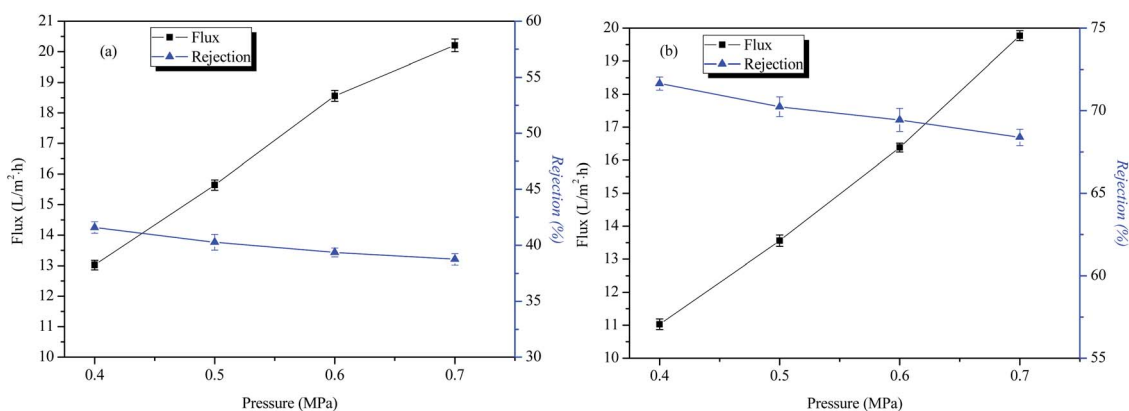 (a)
Flux
Rejection
21
20
19
18
17
16
15
14
13
12
11
10
Flux (L/m²·h)
60
55
50
45
40
35
30
Rejection (%)
0.4 0.5 0.6 0.7
Pressure (MPa)
(b)
Flux
Rejection
20
19
18
17
16
15
14
13
12
11
10
Flux (L/m²·h)
75
70
65
60
55
Rejection (%)
0.4 0.5 0.6 0.7
Pressure (MPa)